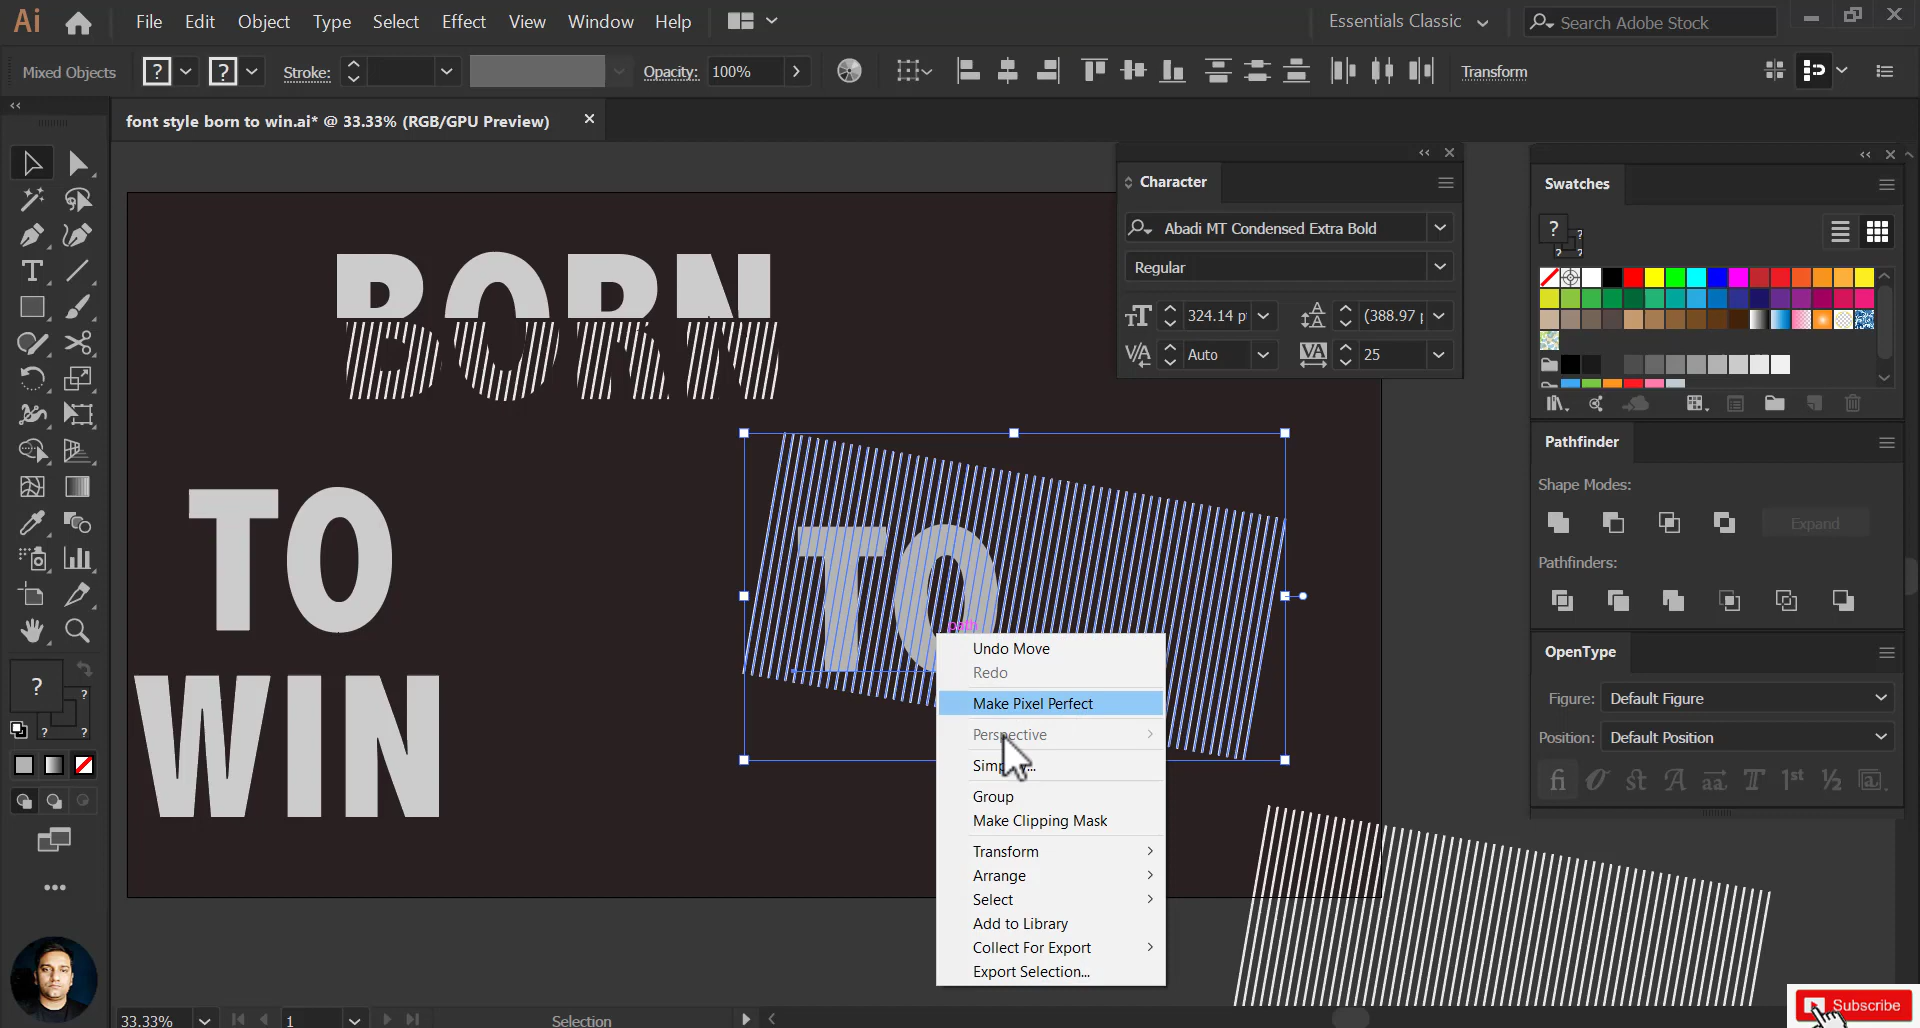 Ai File Edit Object Type Select Effect View Window Help Essentials Classic Search Adobe Stock
Mixed Objects ? ? Stroke: Opacity: 100% Transform
font style born to win.ai* @ 33.33% (RGB/GPU Preview)
Character
Abadi MT Condensed Extra Bold
Regular
324.14 p (388.97 p
Auto 25
Swatches
?
Pathfinder
Shape Modes:
Expand
Pathfinders:
OpenType
Figure: Default Figure
Position: Default Position
BORN
TO
WIN
TO
path
Undo Move
Redo
Make Pixel Perfect
Perspective
Group
Make Clipping Mask
Transform
Arrange
Select
Add to Library
Collect For Export
Export Selection...
?
33.33% 1 Selection
Subscribe